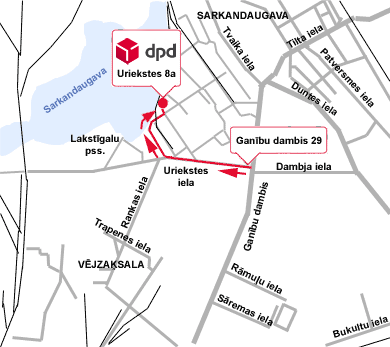 SARKANDAUGAVA
dpd
Uriekstes 8a
Tvaika iela
Tilta iela
Patversmes iela
Duntes iela
Sarkandaugava
Lakstīgalu
pss.
Ganību dambis 29
Uriekstes
iela
Dambja iela
Rankas iela
Ganību dambis
Trapenes iela
VĒJZAKSALA
Rāmuļu iela
Sāremas iela
Bukultu iela